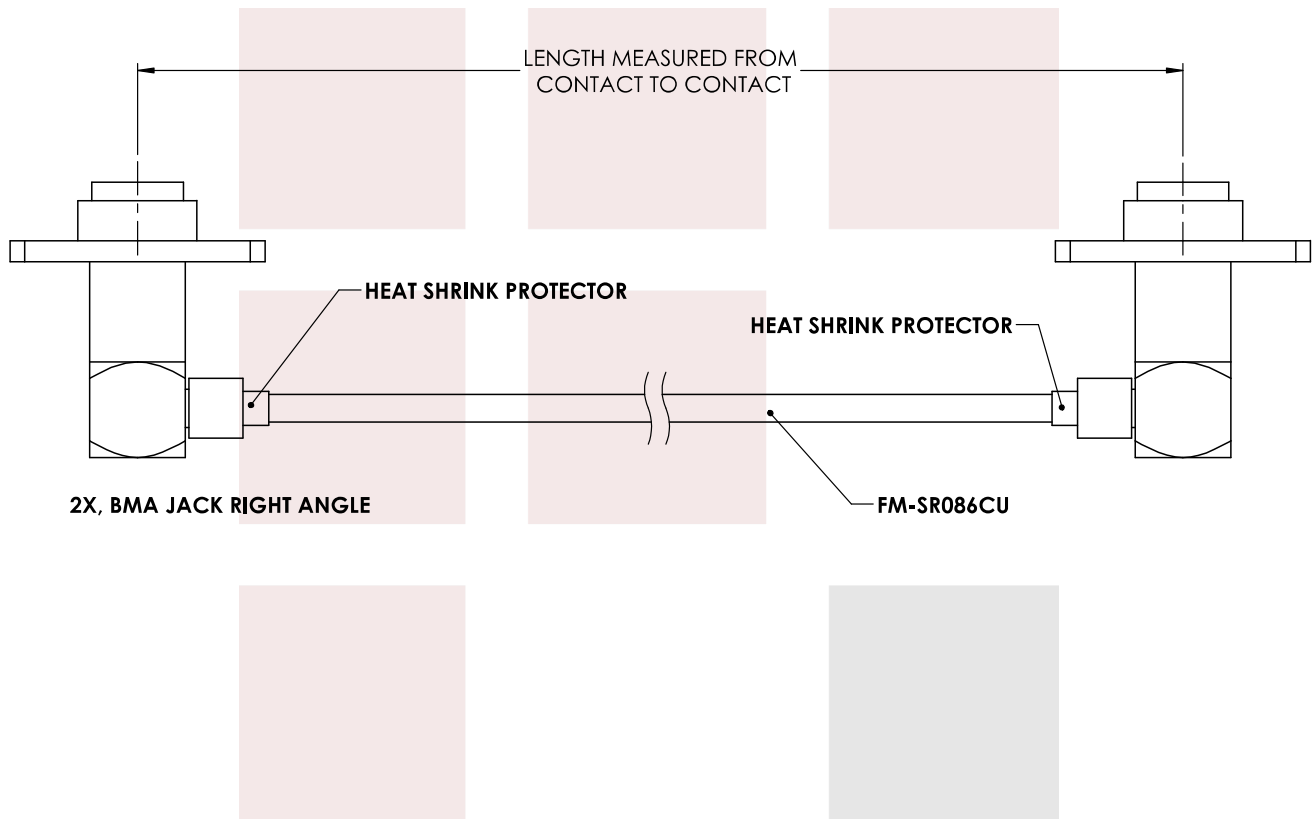 LENGTH MEASURED FROM
CONTACT TO CONTACT
HEAT SHRINK PROTECTOR
HEAT SHRINK PROTECTOR
2X, BMA JACK RIGHT ANGLE
FM-SR086CU